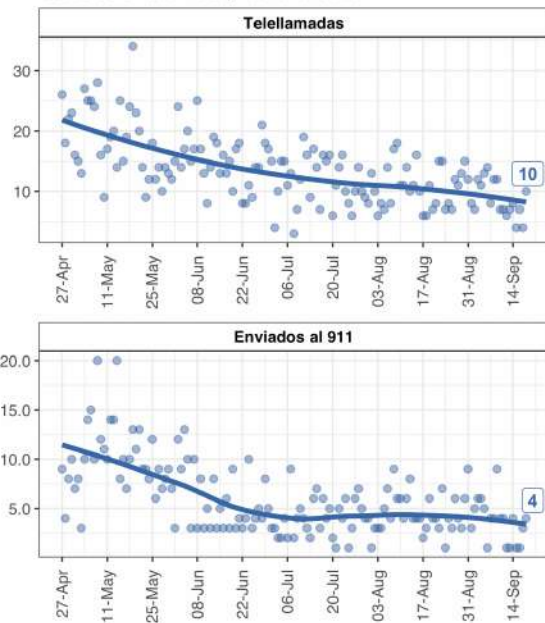 Telellamadas
30
20
10
10
27-Apr
11-May
25-May
08-Jun
22-Jun
06-Jul
20-Jul
03-Aug
17-Aug
31-Aug
14-Sep
Enviados al 911
20.0
15.0
10.0
5.0
4
27-Apr
11-May
25-May
08-Jun
22-Jun
06-Jul
20-Jul
03-Aug
17-Aug
31-Aug
14-Sep